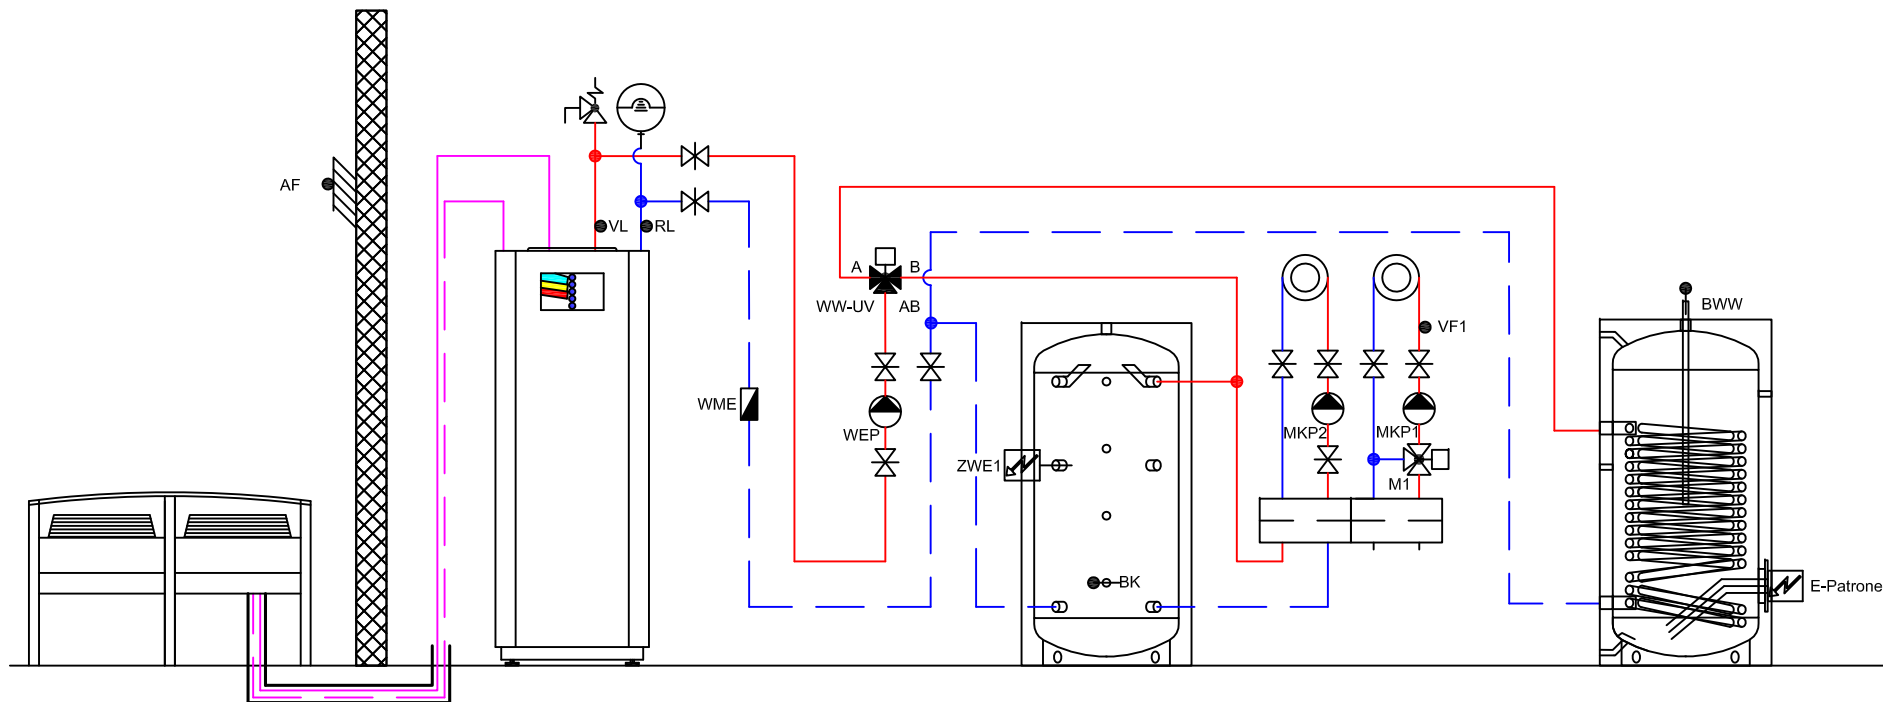 AF
VL
RL
A
B
WW-UV
AB
BWW
VF1
WME
WEP
MKP2
MKP1
ZWE1
M1
BK
E-Patrone